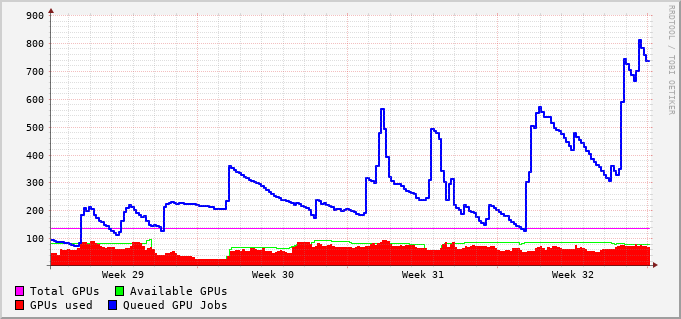 900
800
700
600
500
400
300
200
100
Week 29 Week 30 Week 31 Week 32
Total GPUs Available GPUs
GPUs used Queued GPU Jobs
RRDTOOL / TOBI OETIKER